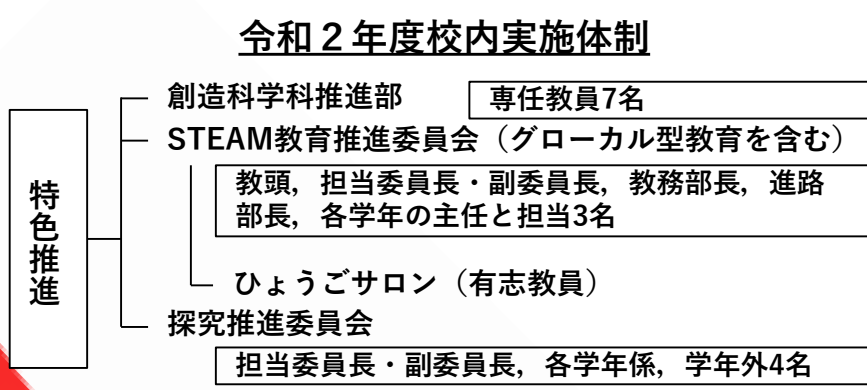 令和２年度校内実施体制
特色推進
創造科学科推進部
専任教員7名
STEAM教育推進委員会（グローカル型教育を含む）
教頭，担当委員長・副委員長，教務部長，進路
部長，各学年の主任と担当3名
ひょうごサロン（有志教員）
探究推進委員会
担当委員長・副委員長，各学年係，学年外4名